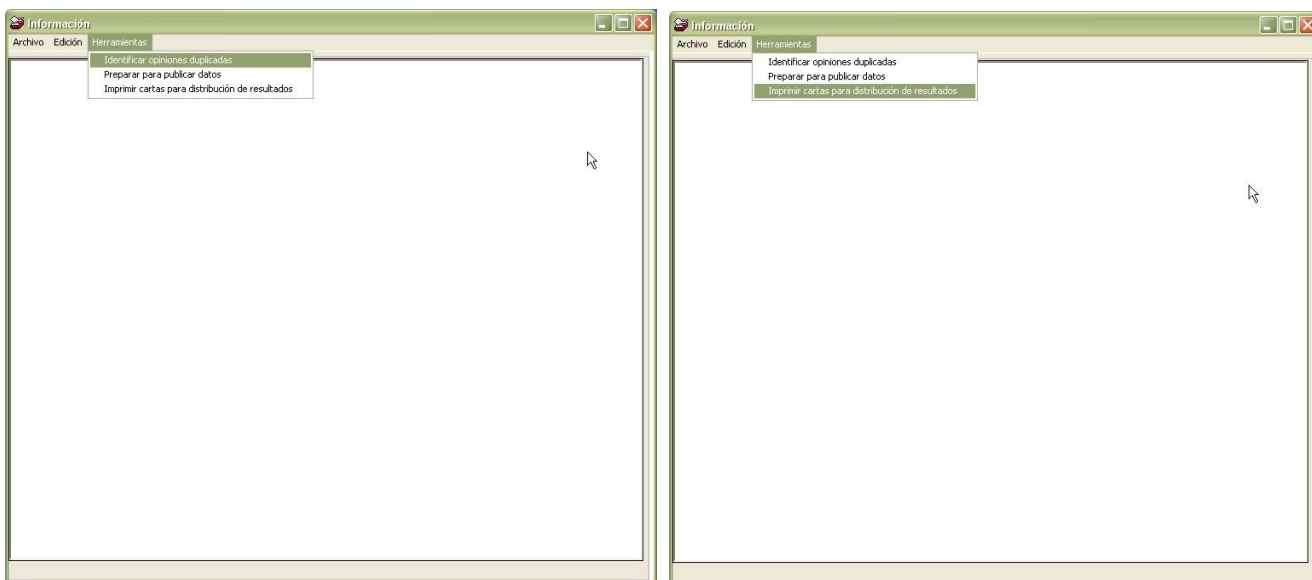 Información
Archivo Edición Herramientas
Identificar opiniones duplicadas
Preparar para publicar datos
Imprimir cartas para distribución de resultados
Información
Archivo Edición Herramientas
Identificar opiniones duplicadas
Preparar para publicar datos
Imprimir cartas para distribución de resultados